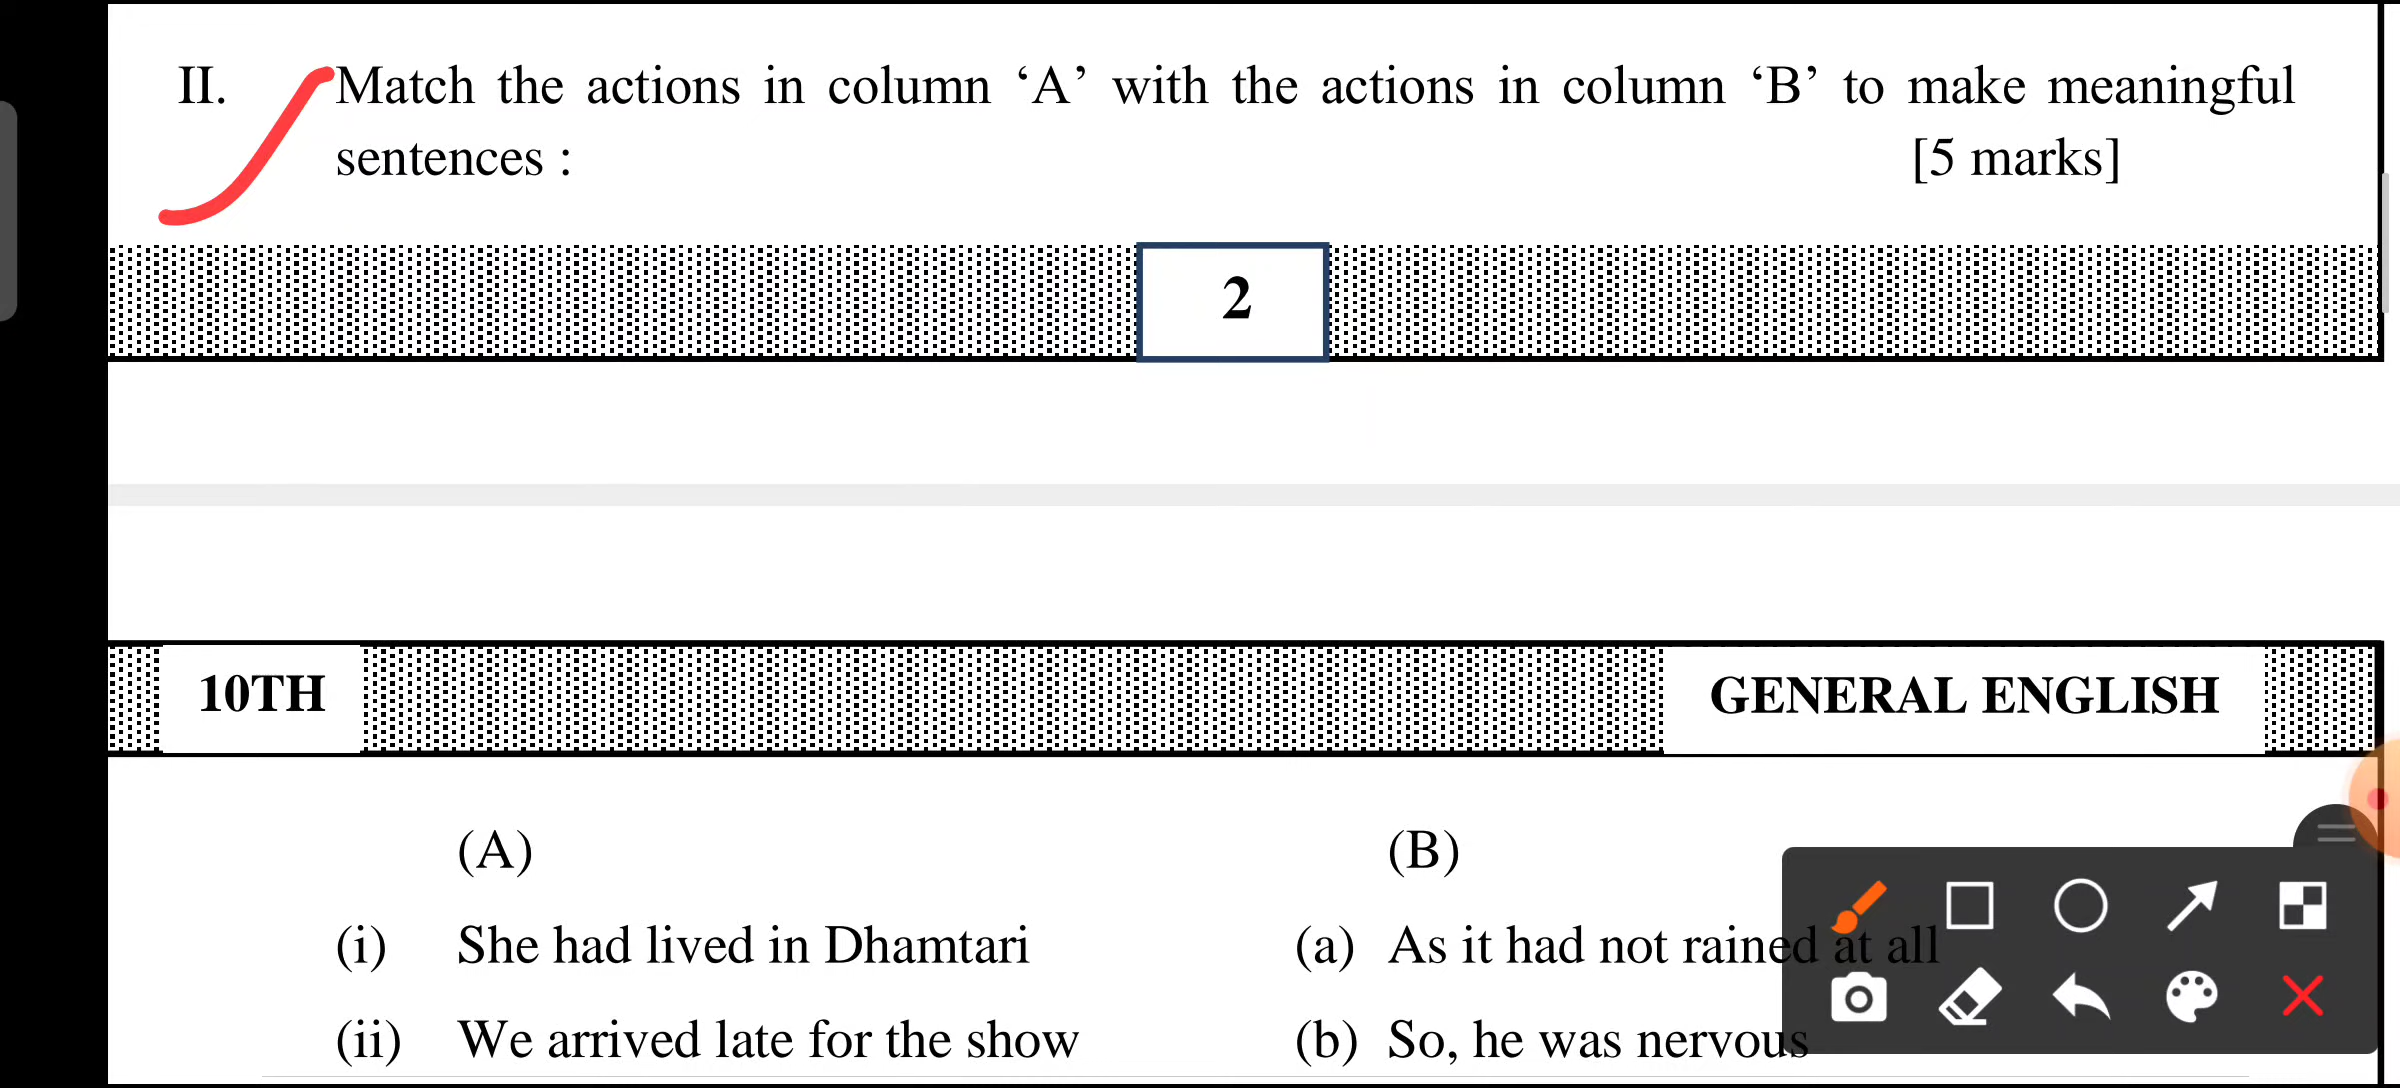 II. Match the actions in column ‘A’ with the actions in column ‘B’ to make meaningful
sentences : [5 marks]
2
10TH GENERAL ENGLISH
(A) (B)
(i) She had lived in Dhamtari (a) As it had not rained at all
(ii) We arrived late for the show (b) So, he was nervous